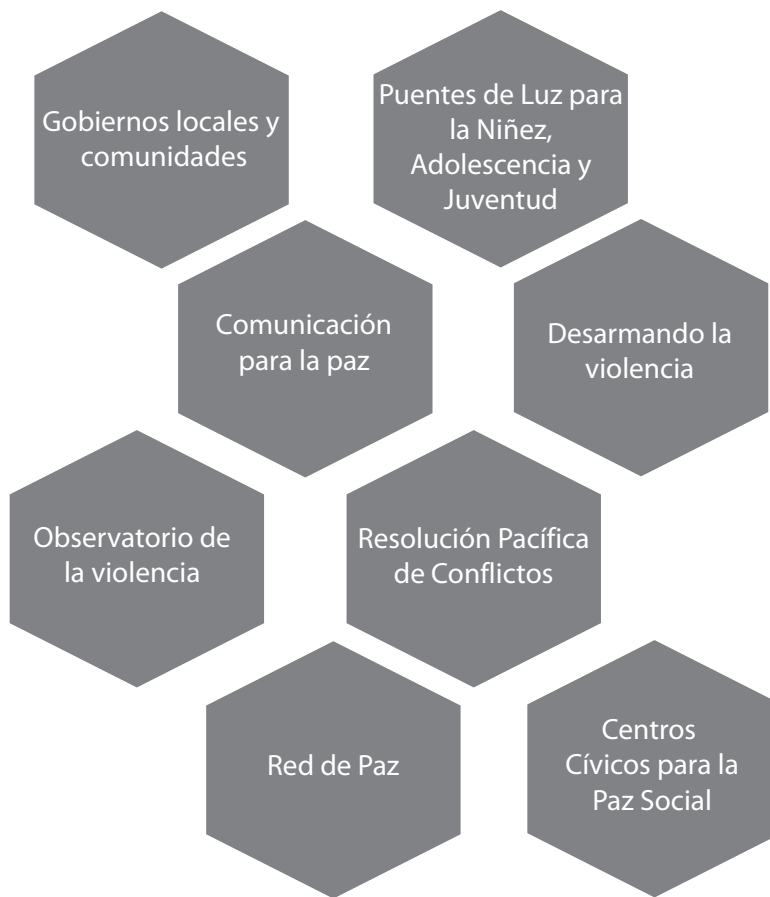 Gobiernos locales y
comunidades
Puentes de Luz para
la Niñez,
Adolescencia y
Juventud
Comunicación
para la paz
Desarmando la
violencia
Observatorio de
la violencia
Resolución Pacífica
de Conflictos
Red de Paz
Centros
Cívicos para la
Paz Social